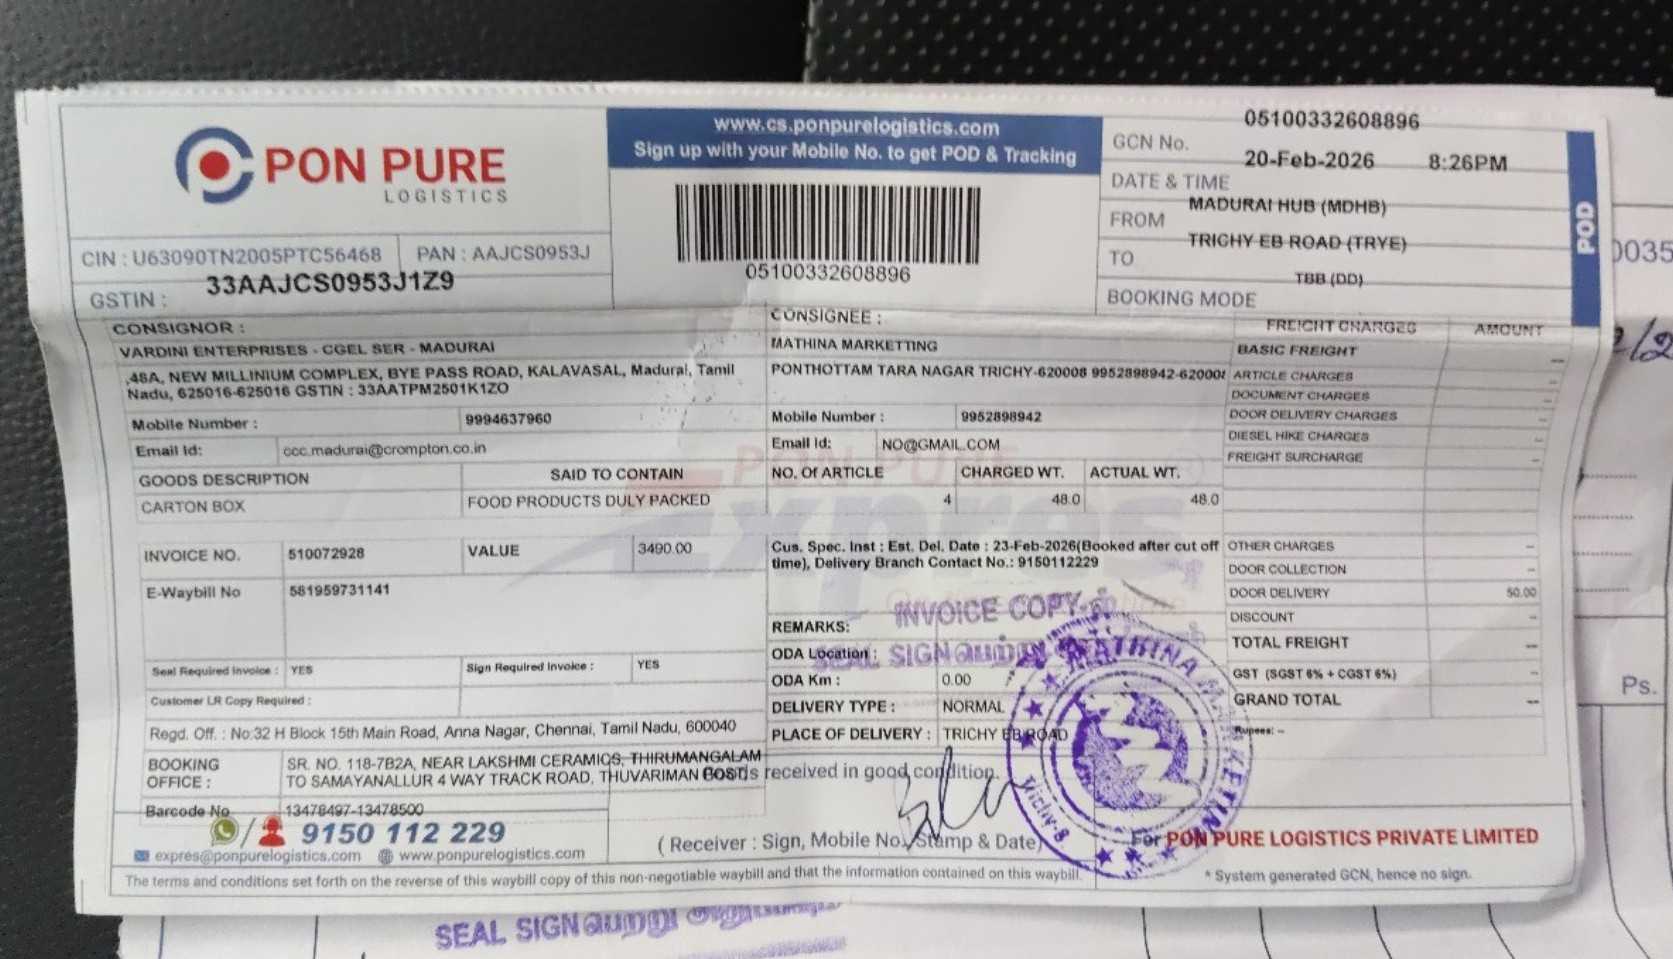 PON PURE
LOGISTICS
CIN : U63090TN2005PTC56468 PAN : AAJCS0953J
GSTIN : 33AAJCS0953J1Z9
www.cs.ponpurelogistics.com
Sign up with your Mobile No. to get POD & Tracking
05100332608896
GCN No. 05100332608896
DATE & TIME 20-Feb-2026 8:26PM
FROM MADURAI HUB (MDHB)
TO TRICHY EB ROAD (TRYE)
BOOKING MODE TBB (DD)
POD
CONSIGNOR :
VARDINI ENTERPRISES - CGEL SER - MADURAI
,48A, NEW MILLINIUM COMPLEX, BYE PASS ROAD, KALAVASAL, Madurai, Tamil
Nadu, 625016-625016 GSTIN : 33AATPM2501K1ZO
Mobile Number : 9994637960
Email Id: ccc.madurai@crompton.co.in
CONSIGNEE :
MATHINA MARKETTING
PONTHOTTAM TARA NAGAR TRICHY-620008 9952898942-620008
Mobile Number : 9952898942
Email Id: NO@GMAIL.COM
GOODS DESCRIPTION SAID TO CONTAIN NO. Of ARTICLE CHARGED WT. ACTUAL WT.
CARTON BOX FOOD PRODUCTS DULY PACKED 4 48.0 48.0
INVOICE NO. 510072928 VALUE 3490.00
E-Waybill No 581959731141
Seal Required Invoice : YES Sign Required Invoice : YES
Customer LR Copy Required :
Cus. Spec. Inst : Est. Del. Date : 23-Feb-2026(Booked after cut off
time), Delivery Branch Contact No.: 9150112229
INVOICE COPY-ல்
REMARKS:
SEAL SIGN பெற்று
ODA Location :
ODA Km : 0.00
DELIVERY TYPE : NORMAL
PLACE OF DELIVERY : TRICHY EB ROAD
FREIGHT CHARGES AMOUNT
BASIC FREIGHT --
ARTICLE CHARGES --
DOCUMENT CHARGES --
DOOR DELIVERY CHARGES --
DIESEL HIKE CHARGES --
FREIGHT SURCHARGE --
OTHER CHARGES --
DOOR COLLECTION --
DOOR DELIVERY 50.00
DISCOUNT --
TOTAL FREIGHT --
GST (SGST 6% + CGST 6%) --
GRAND TOTAL --
Rupees: --
Regd. Off. : No:32 H Block 15th Main Road, Anna Nagar, Chennai, Tamil Nadu, 600040
BOOKING OFFICE : SR. NO. 118-7B2A, NEAR LAKSHMI CERAMICS, THIRUMANGALAM
TO SAMAYANALLUR 4 WAY TRACK ROAD, THUVARIMAN POST,
Barcode No 13478497-13478500
9150 112 229
expres@ponpurelogistics.com www.ponpurelogistics.com
Goods received in good condition.
( Receiver : Sign, Mobile No. Stamp & Date)
MATHINA MARKETING
Trichy-8
For PON PURE LOGISTICS PRIVATE LIMITED
* System generated GCN, hence no sign.
The terms and conditions set forth on the reverse of this waybill copy of this non-negotiable waybill and that the information contained on this waybill.
SEAL SIGN பெற்று
0035
Ps.